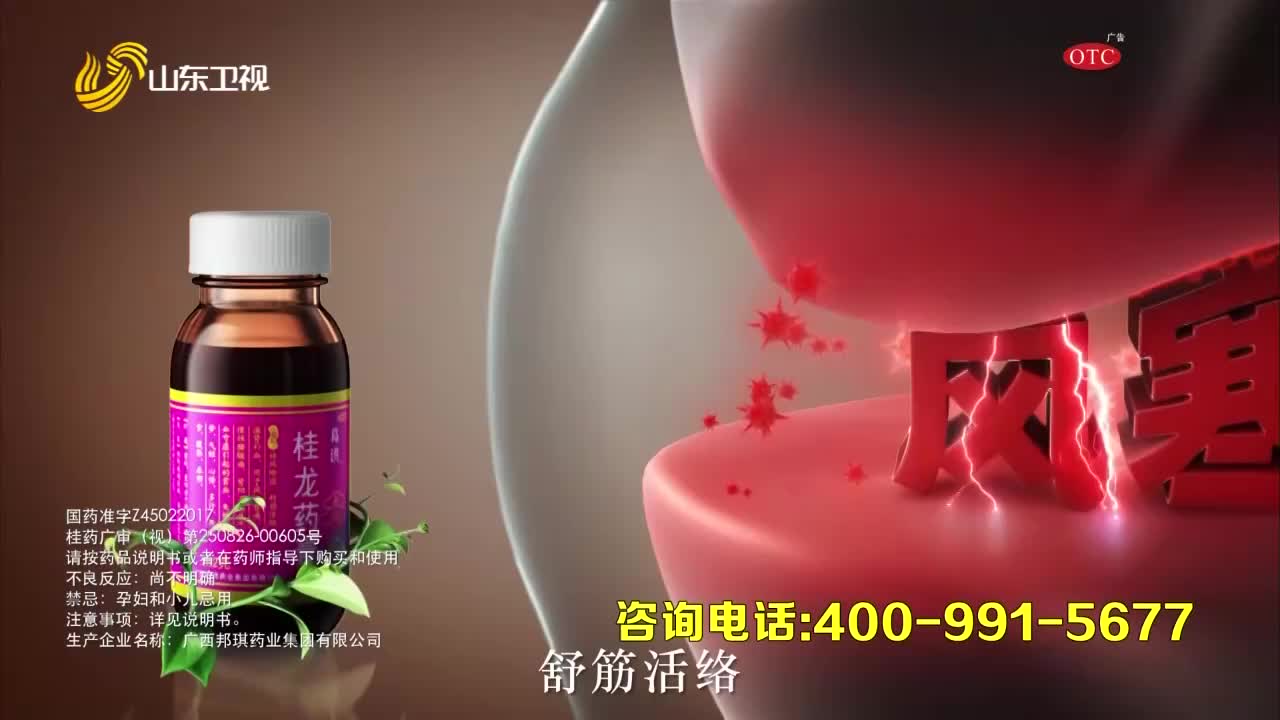 山东卫视
广告
OTC
桂龙药
风寒
国药准字Z45022017
桂药广审（视）第250826-00605号
请按药品说明书或者在药师指导下购买和使用
不良反应：尚不明确
禁忌：孕妇和小儿忌用
注意事项：详见说明书。
生产企业名称：广西邦琪药业集团有限公司
咨询电话:400-991-5677
舒筋活络